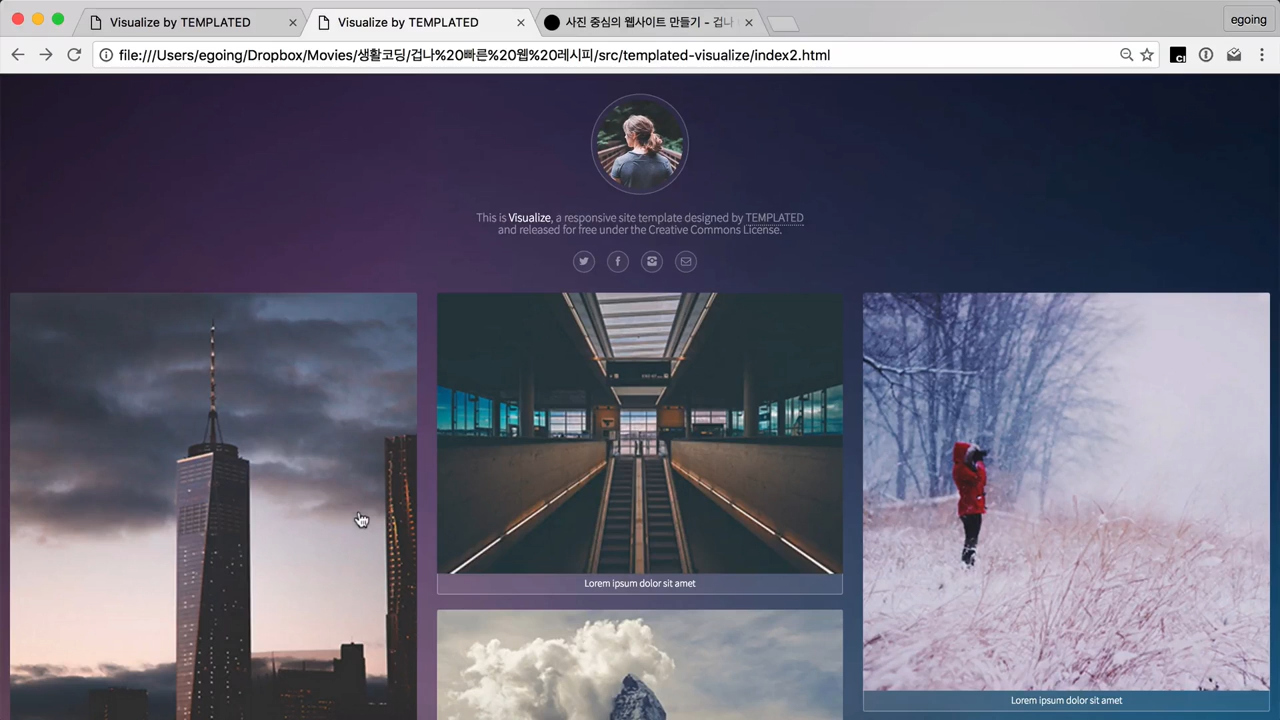 Visualize by TEMPLATED
Visualize by TEMPLATED
사진 중심의 웹사이트 만들기 - 겁나
egoing
file:///Users/egoing/Dropbox/Movies/생활코딩/겁나%20빠른%20웹%20레시피/src/templated-visualize/index2.html
This is Visualize, a responsive site template designed by TEMPLATED
and released for free under the Creative Commons License.
Lorem ipsum dolor sit amet
Lorem ipsum dolor sit amet